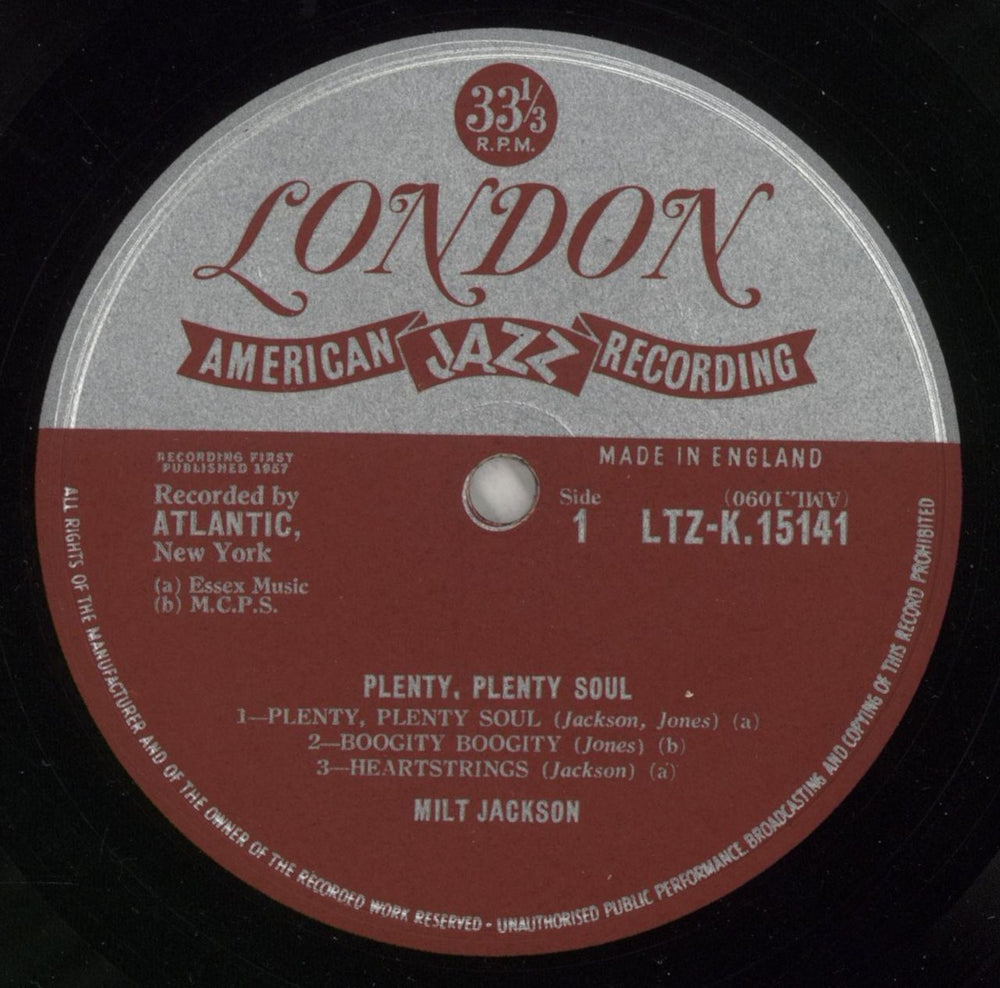 33⅓
R.P.M.
LONDON
AMERICAN JAZZ RECORDING
RECORDING FIRST
PUBLISHED 1957
Recorded by
ATLANTIC,
New York
(a) Essex Music
(b) M.C.P.S.
MADE IN ENGLAND
Side
1
(AML.1090)
LTZ-K.15141
PLENTY, PLENTY SOUL
1—PLENTY, PLENTY SOUL (Jackson, Jones) (a)
2—BOOGITY BOOGITY (Jones) (b)
3—HEARTSTRINGS (Jackson) (a)
MILT JACKSON
ALL RIGHTS OF THE MANUFACTURER AND OF THE OWNER OF THE RECORDED WORK RESERVED - UNAUTHORISED PUBLIC PERFORMANCE, BROADCASTING AND COPYING OF THIS RECORD PROHIBITED